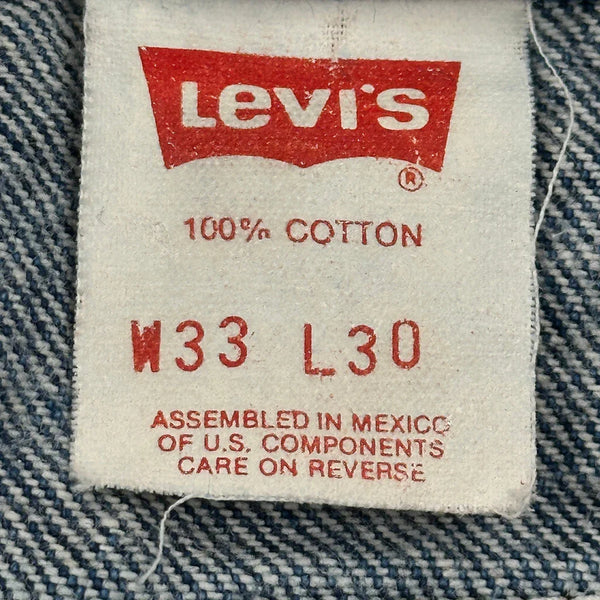 Levi's
®
100% COTTON
W33 L30
ASSEMBLED IN MEXICO
OF U.S. COMPONENTS
CARE ON REVERSE